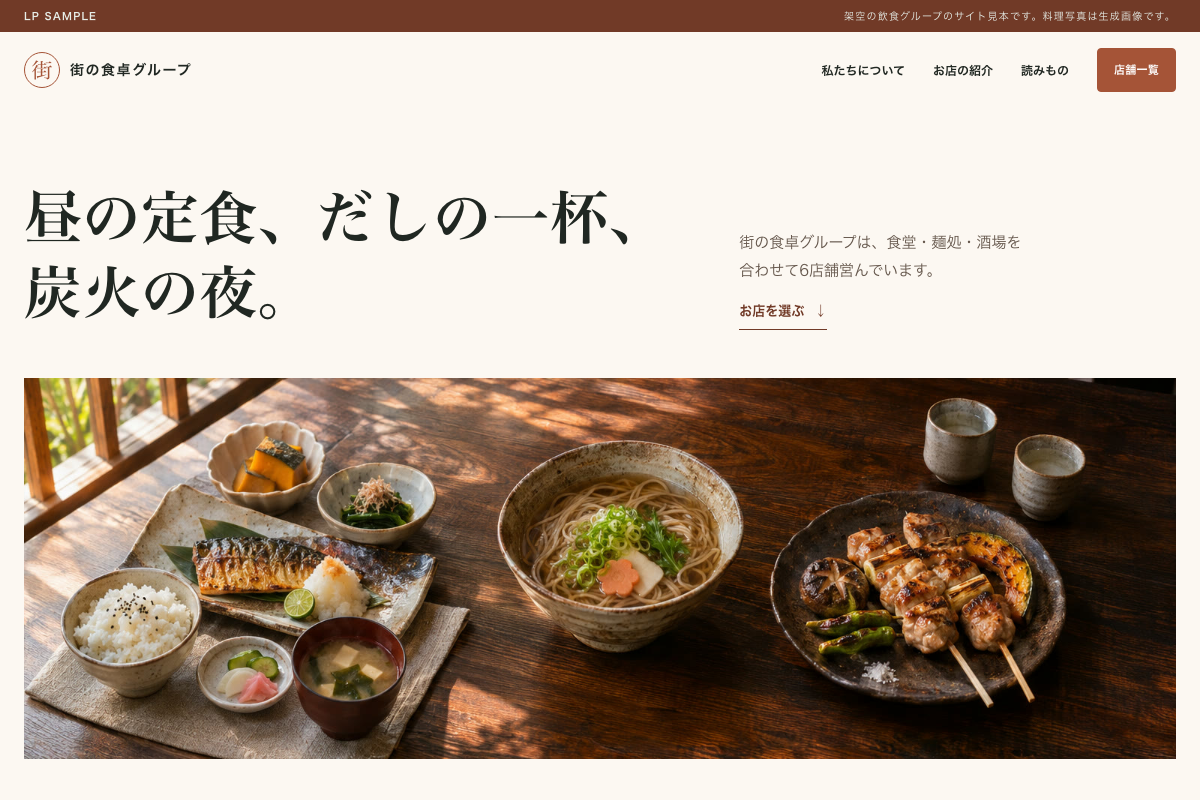 LP SAMPLE
架空の飲食グループのサイト見本です。料理写真は生成画像です。
街 街の食卓グループ
私たちについて
お店の紹介
読みもの
店舗一覧
昼の定食、だしの一杯、
炭火の夜。
街の食卓グループは、食堂・麺処・酒場を
合わせて6店舗営んでいます。
お店を選ぶ ↓